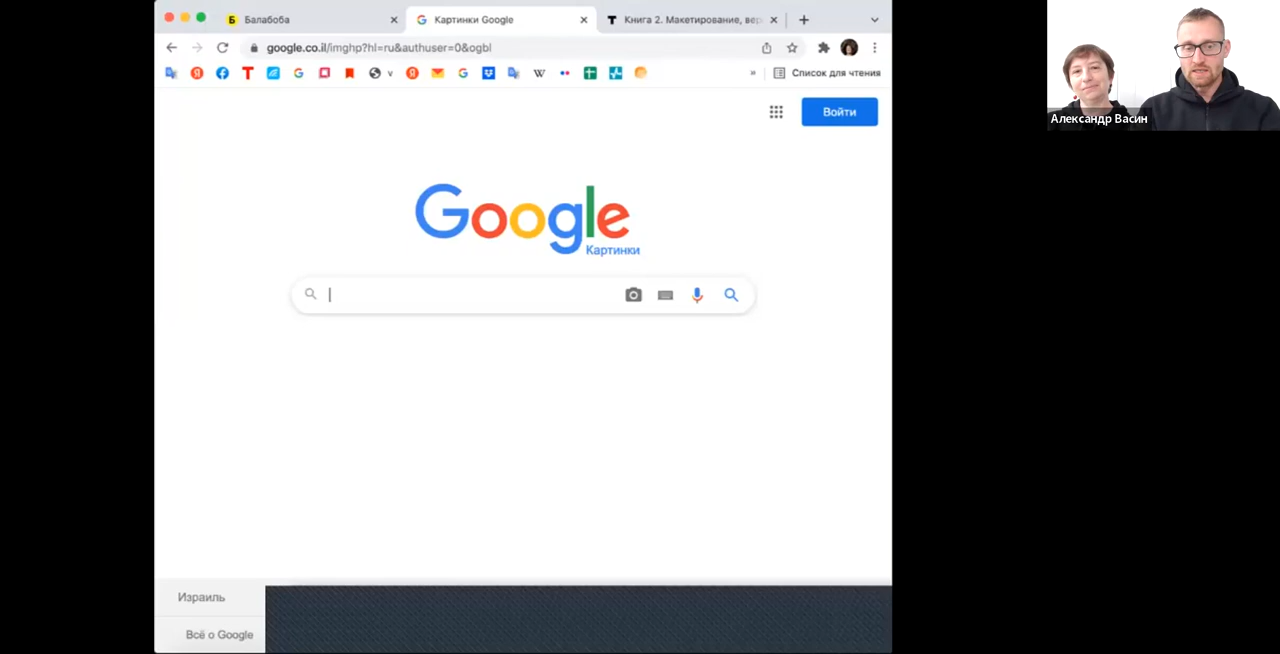 Балабоба
Картинки Google
Книга 2. Макетирование, вер
google.co.il/imghp?hl=ru&authuser=0&ogbl
Список для чтения
Войти
Google
Картинки
Израиль
Всё о Google
Александр Васин